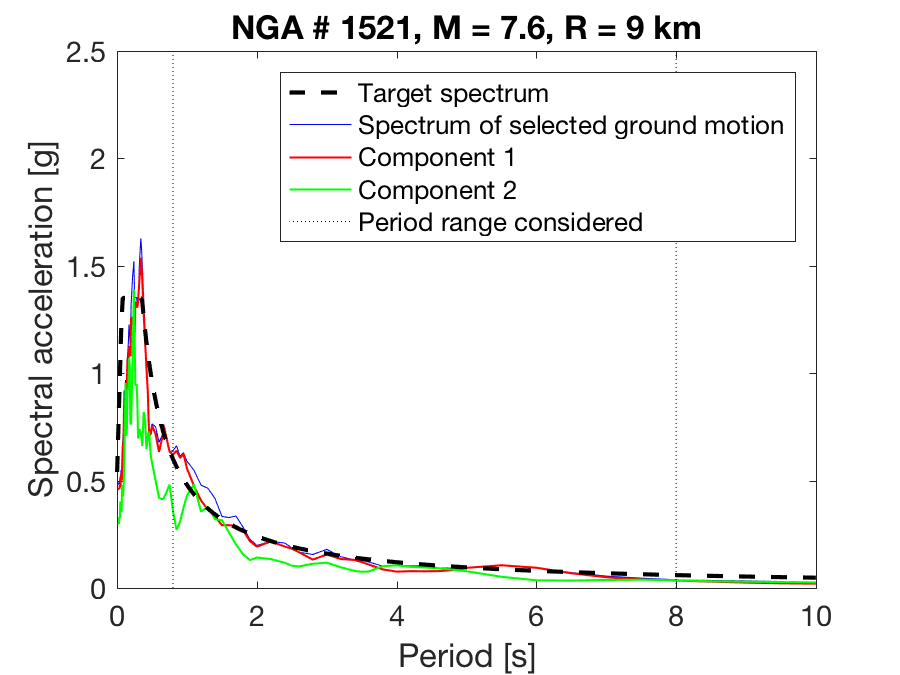 NGA # 1521, M = 7.6, R = 9 km
2.5
2
1.5
1
0.5
0
Spectral acceleration [g]
Target spectrum
Spectrum of selected ground motion
Component 1
Component 2
Period range considered
0 2 4 6 8 10
Period [s]